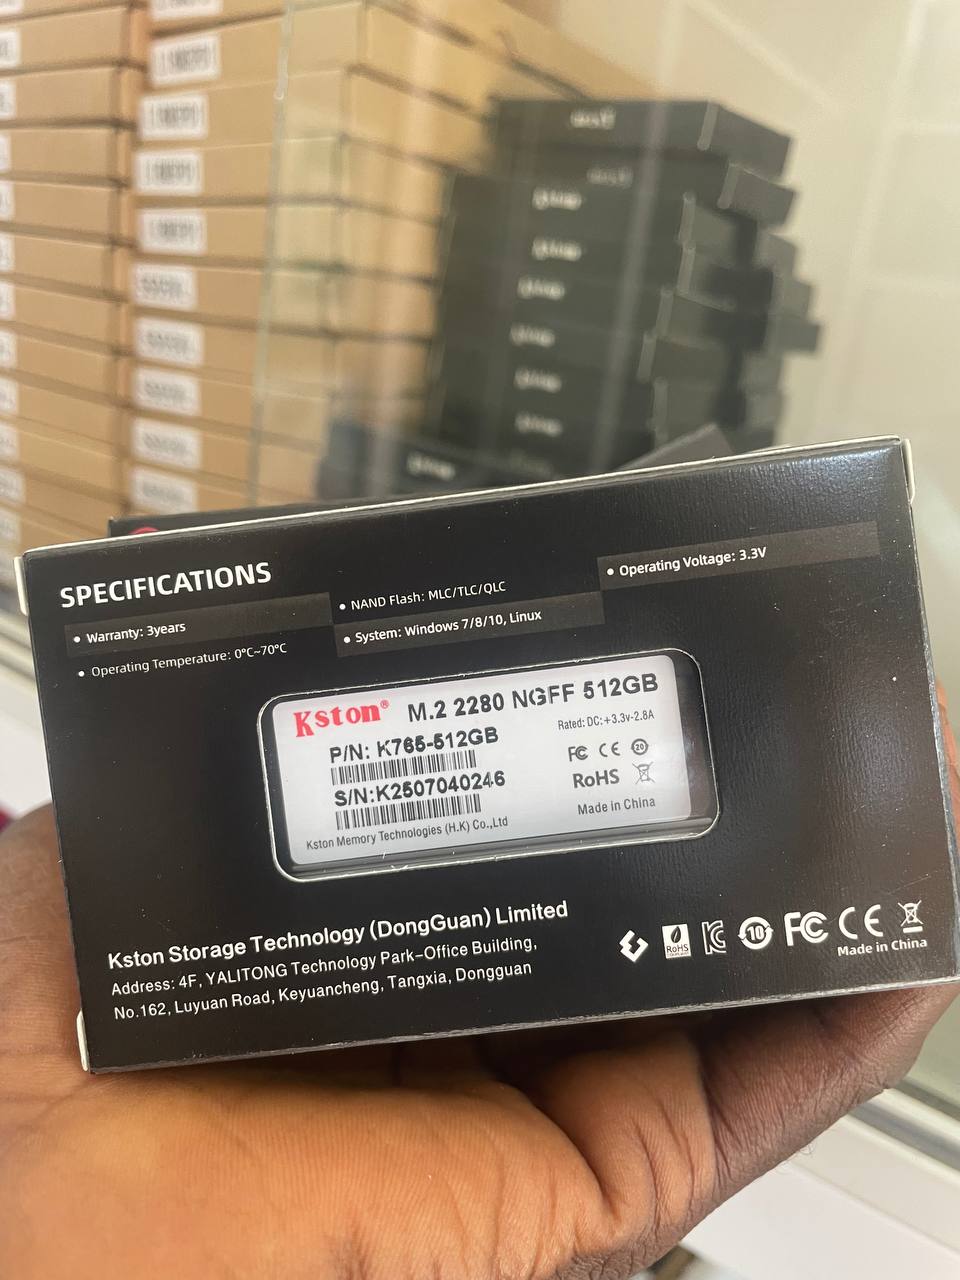 SPECIFICATIONS
• Warranty: 3years
• Operating Temperature: 0°C~70°C
• NAND Flash: MLC/TLC/QLC
• System: Windows 7/8/10, Linux
• Operating Voltage: 3.3V
Kston® M.2 2280 NGFF 512GB
P/N: K765-512GB
Rated: DC:+3.3v-2.8A
S/N:K2507040246
FC CE 20
RoHS
Made in China
Kston Memory Technologies (H.K) Co.,Ltd
Kston Storage Technology (DongGuan) Limited
Address: 4F, YALITONG Technology Park-Office Building,
No.162, Luyuan Road, Keyuancheng, Tangxia, Dongguan
RoHS
10 FC CE
Made in China